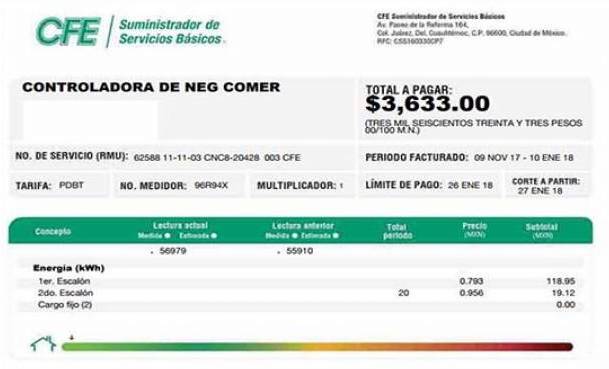 CFE
Suministrador de
Servicios Básicos
CFE Suministrador de Servicios Básicos
Av. Paseo de la Reforma 164,
Col. Juárez, Del. Cuauhtémoc, C.P. 06600, Ciudad de México.
RFC: CSS160330CP7
CONTROLADORA DE NEG COMER
TOTAL A PAGAR:
$3,633.00
(TRES MIL SEISCIENTOS TREINTA Y TRES PESOS
00/100 M.N.)
NO. DE SERVICIO (RMU): 62588 11-11-03 CNC8-20428 003 CFE
PERIODO FACTURADO: 09 NOV 17 - 10 ENE 18
TARIFA: PDBT NO. MEDIDOR: 96R94X MULTIPLICADOR: 1
LÍMITE DE PAGO: 26 ENE 18
CORTE A PARTIR:
27 ENE 18
Concepto Lectura actual Lectura anterior Total periodo Precio (MXN) Subtotal (MXN)
Medida Estimada Medida Estimada
56979 55910
Energía (kWh)
1er. Escalón 0.793 118.95
2do. Escalón 20 0.956 19.12
Cargo fijo (2) 0.00